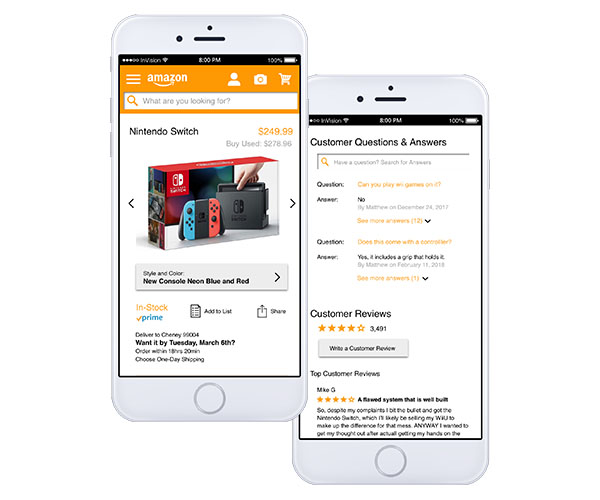 InVision 8:00 PM 100%
amazon
What are you looking for?
Nintendo Switch $249.99
Buy Used: $278.96
NINTENDO
SWITCH
Style and Color:
New Console Neon Blue and Red
In-Stock
prime
Add to List
Share
Deliver to Cheney 99004
Want it by Tuesday, March 6th?
Order within 18hrs 20min
Choose One-Day Shipping
InVision 8:00 PM 100%
Customer Questions & Answers
Have a question? Search for Answers
Question: Can you play wii games on it?
Answer: No
By Matthew on December 24, 2017
See more answers (12)
Question: Does this come with a controller?
Answer: Yes, it includes a grip that holds it.
By Matthew on February 11, 2018
See more answers (1)
Customer Reviews
3,491
Write a Customer Review
Top Customer Reviews
Mike G
A flawed system that is well built
So, despite my complaints I bit the bullet and got the
Nintendo Switch, which I'll likely be selling my WiiU to
make up the difference for that mess. ANYWAY I wanted to
get my thought out after actuall getting my hands on the